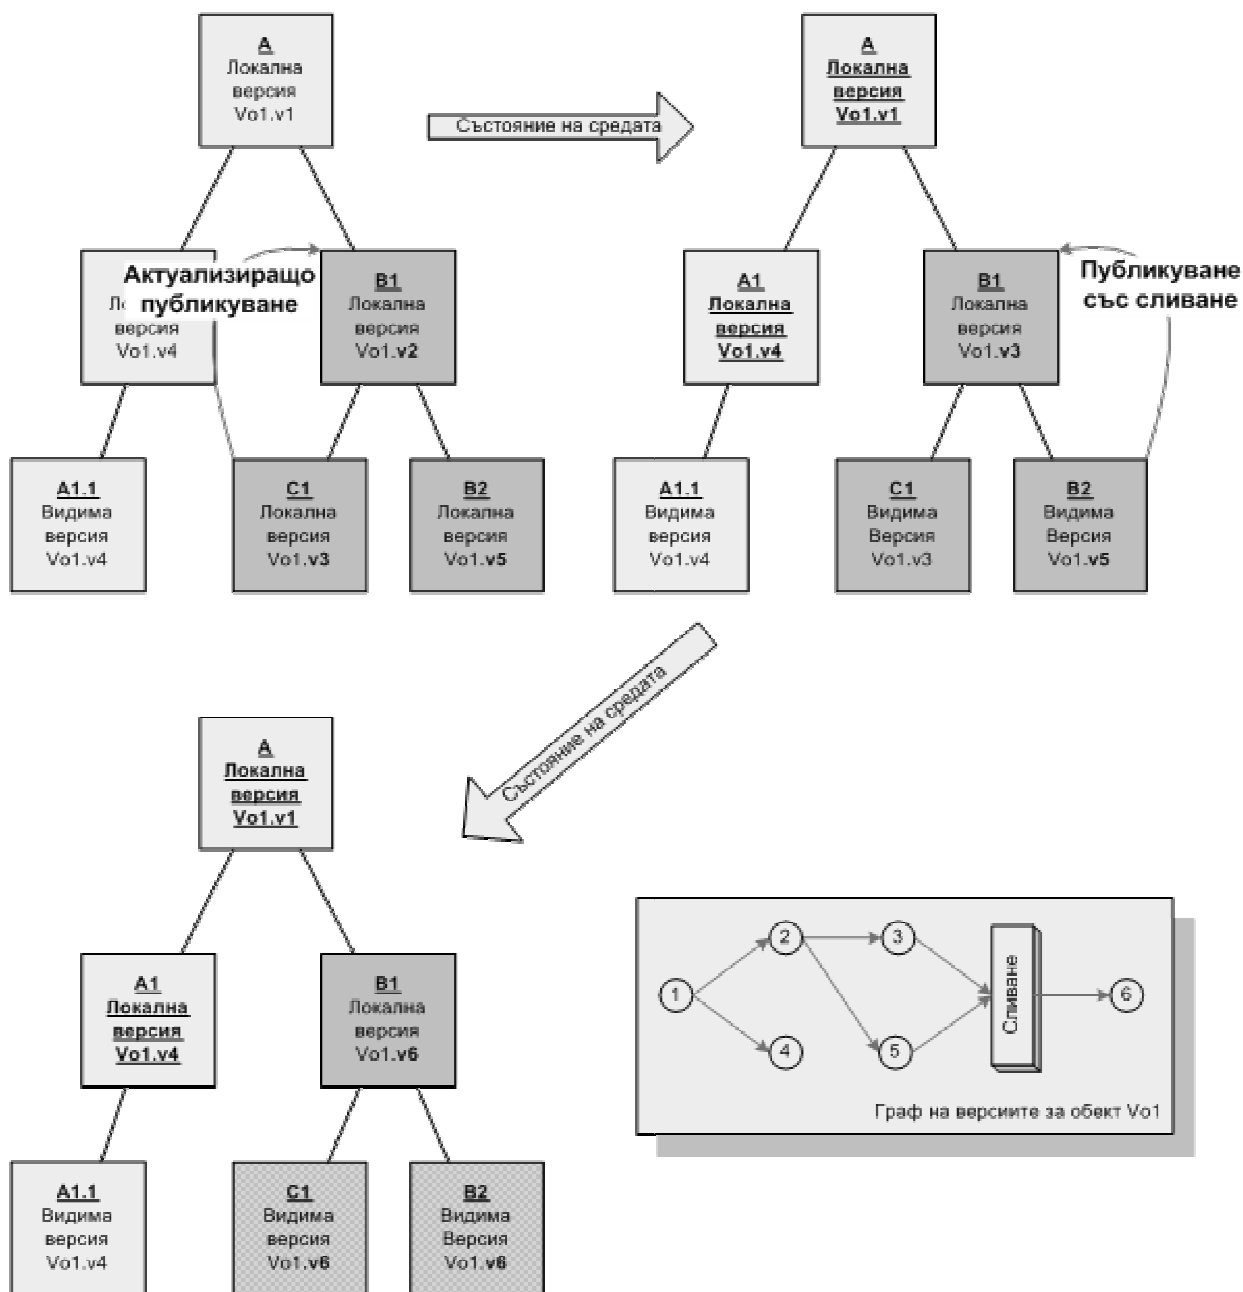 А
Локална
версия
Vo1.v1
Състояние на средата
А
Локална
версия
Vo1.v1
Актуализиращо
публикуване
версия
Vo1.v4
B1
Локална
версия
Vo1.v2
A1
Локална
версия
Vo1.v4
B1
Локална
версия
Vo1.v3
Публикуване
със сливане
A1.1
Видима
версия
Vo1.v4
C1
Локална
версия
Vo1.v3
B2
Локална
версия
Vo1.v5
A1.1
Видима
версия
Vo1.v4
C1
Видима
Версия
Vo1.v3
B2
Видима
Версия
Vo1.v5
Състояние на средата
А
Локална
версия
Vo1.v1
A1
Локална
версия
Vo1.v4
B1
Локална
версия
Vo1.v6
A1.1
Видима
версия
Vo1.v4
C1
Видима
версия
Vo1.v6
B2
Видима
Версия
Vo1.v6
1
2
3
4
5
Сливане
6
Граф на версиите за обект Vo1